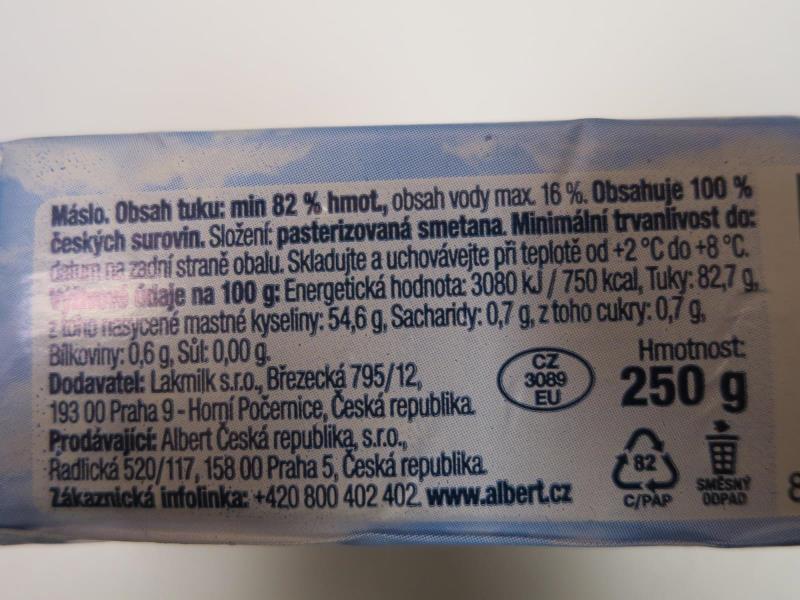 Máslo. Obsah tuku: min 82 % hmot., obsah vody max. 16 %. Obsahuje 100 %
českých surovin. Složení: pasterizovaná smetana. Minimální trvanlivost do:
datum na zadní straně obalu. Skladujte a uchovávejte při teplotě od +2 °C do +8 °C.
Výživové údaje na 100 g: Energetická hodnota: 3080 kJ / 750 kcal, Tuky: 82,7 g,
z toho nasycené mastné kyseliny: 54,6 g, Sacharidy: 0,7 g, z toho cukry: 0,7 g,
Bílkoviny: 0,6 g, Sůl: 0,00 g.
Dodavatel: Lakmilk s.r.o., Březecká 795/12,
193 00 Praha 9 - Horní Počernice, Česká republika.
Prodávající: Albert Česká republika, s.r.o.,
Radlická 520/117, 158 00 Praha 5, Česká republika.
Zákaznická infolinka: +420 800 402 402. www.albert.cz
CZ
3089
EU
Hmotnost:
250 g
82
C/PAP
SMĚSNÝ
ODPAD
8